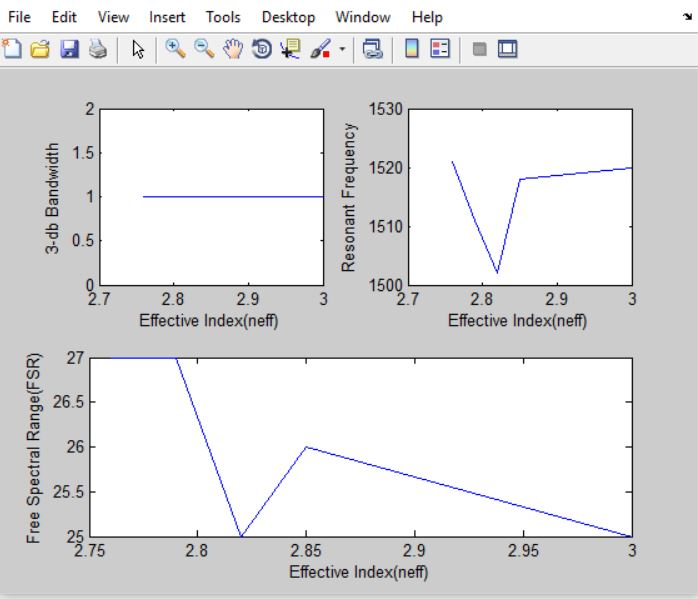 File Edit View Insert Tools Desktop Window Help
3-db Bandwidth
2
1.5
1
0.5
0
2.7 2.8 2.9 3
Effective Index(neff)
Resonant Frequency
1530
1520
1510
1500
2.7 2.8 2.9 3
Effective Index(neff)
Free Spectral Range(FSR)
27
26.5
26
25.5
25
2.75 2.8 2.85 2.9 2.95 3
Effective Index(neff)